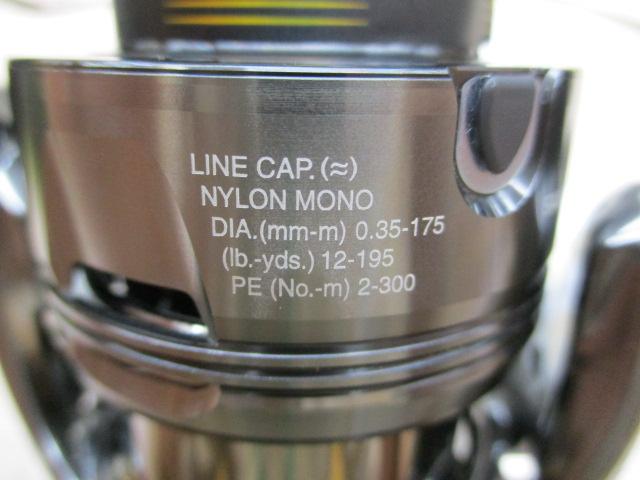 LINE CAP.(≈)
NYLON MONO
DIA.(mm-m) 0.35-175
(lb.-yds.) 12-195
PE (No.-m) 2-300